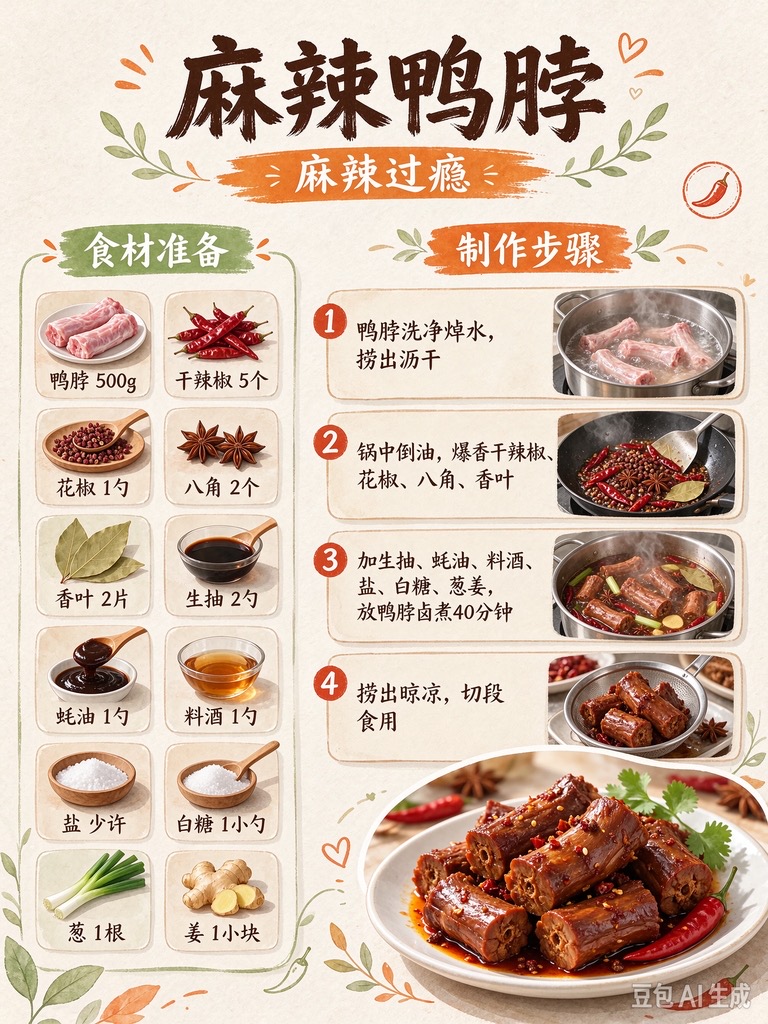 麻辣鸭脖
麻辣过瘾
食材准备
鸭脖 500g
干辣椒 5个
花椒 1勺
八角 2个
香叶 2片
生抽 2勺
蚝油 1勺
料酒 1勺
盐 少许
白糖 1小勺
葱 1根
姜 1小块
制作步骤
1
鸭脖洗净焯水，
捞出沥干
2
锅中倒油，爆香干辣椒、
花椒、八角、香叶
3
加生抽、蚝油、料酒、
盐、白糖、葱姜，
放鸭脖卤煮40分钟
4
捞出晾凉，切段
食用
豆包AI生成